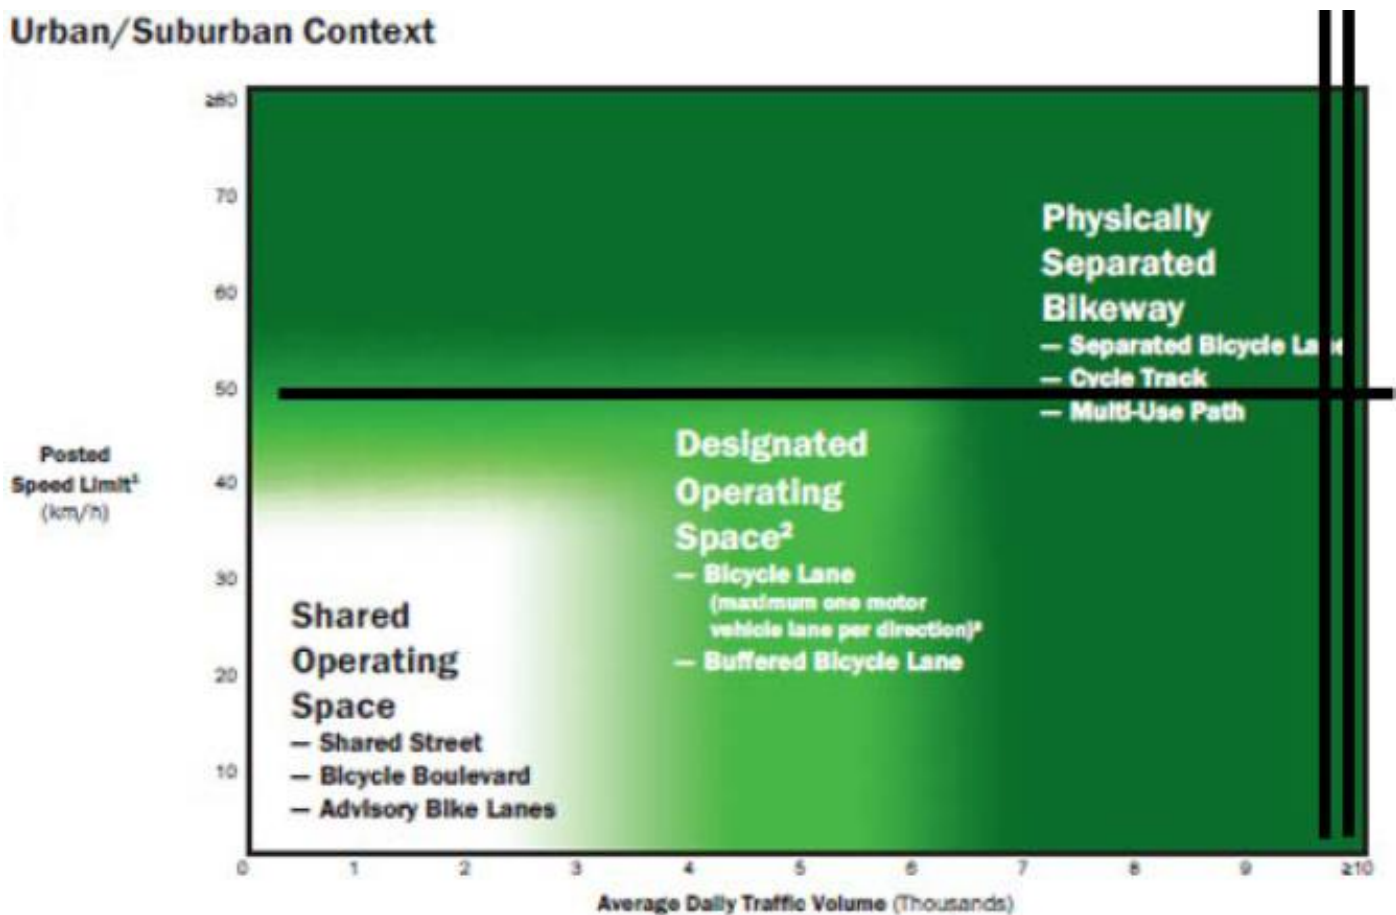 Urban/Suburban Context
≥80
70
60
50
40
30
20
10
Posted
Speed Limit¹
(km/h)
Physically
Separated
Bikeway
— Separated Bicycle Lane
— Cycle Track
— Multi-Use Path
Designated
Operating
Space²
— Bicycle Lane
(maximum one motor
vehicle lane per direction)³
— Buffered Bicycle Lane
Shared
Operating
Space
— Shared Street
— Bicycle Boulevard
— Advisory Bike Lanes
0 1 2 3 4 5 6 7 8 9 ≥10
Average Daily Traffic Volume (Thousands)